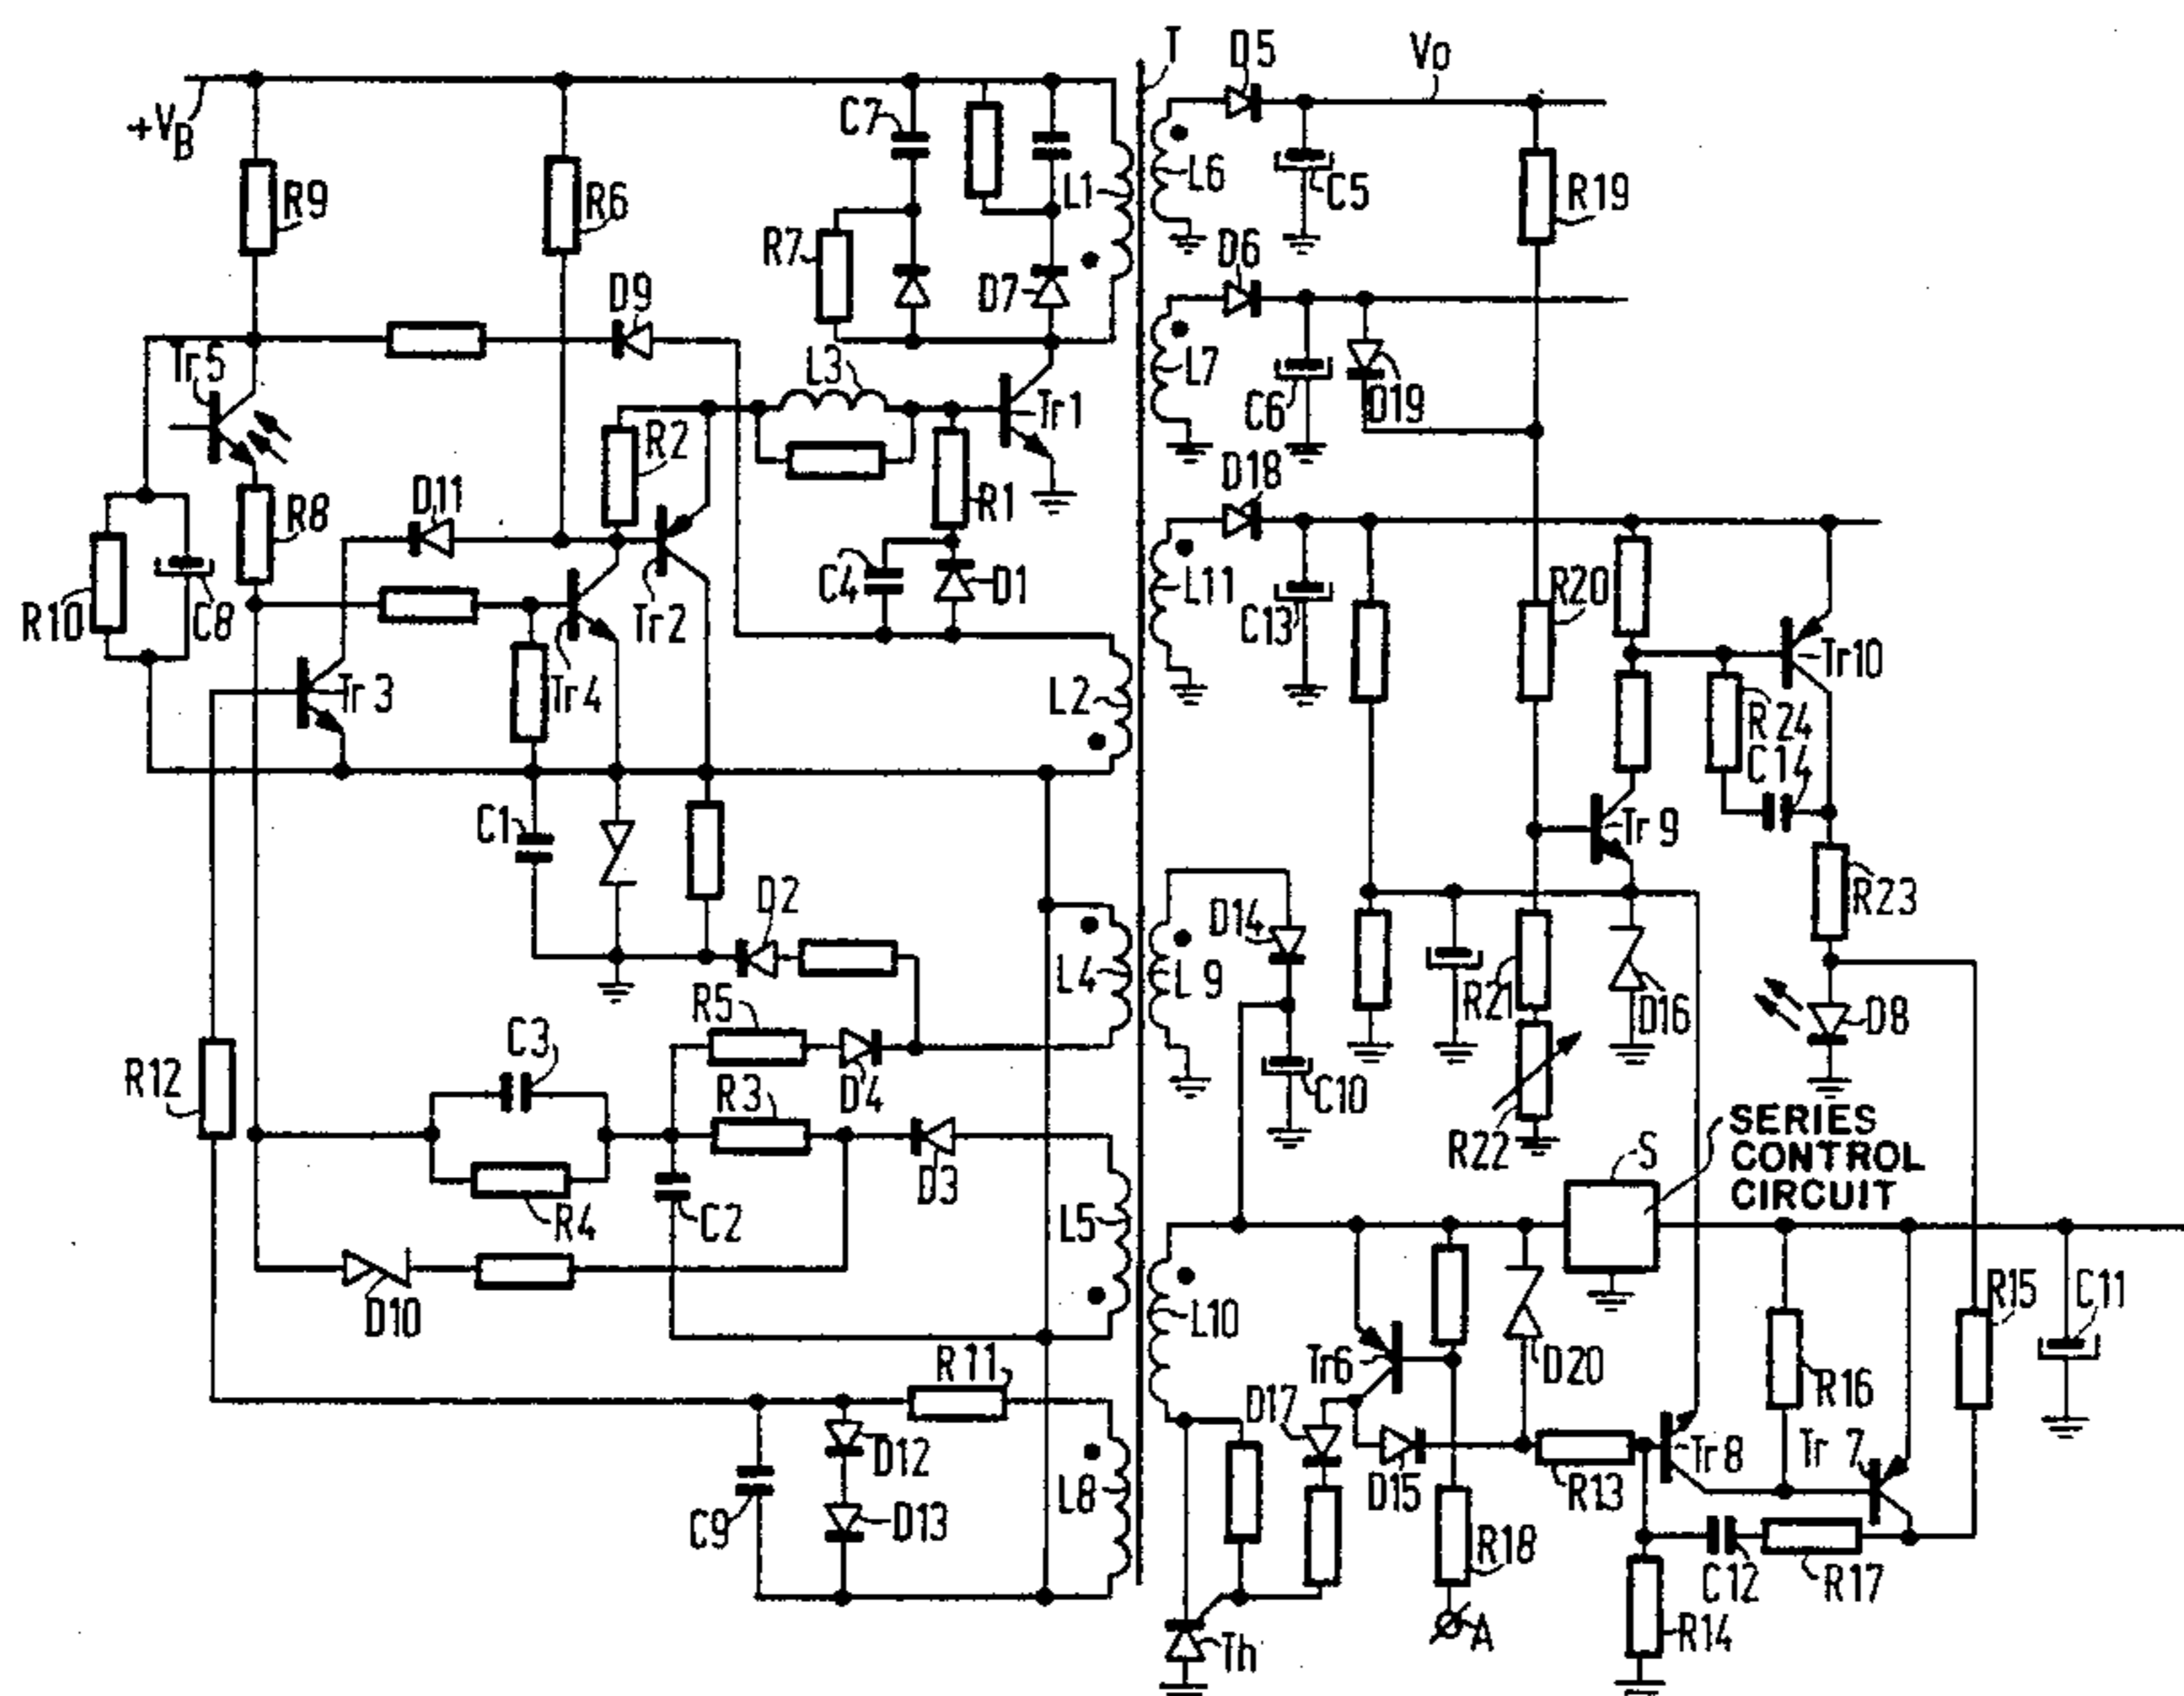 T
D5
Vo
+VB
C7
L1
L6
C5
R19
R9
R6
R7
D7
D6
D9
L3
Tr5
Tr1
L7
C6
D19
R2
D18
D11
R8
R1
R10
C8
Tr2
C4
D1
L11
C13
R20
Tr10
Tr3
Tr4
L2
R24
C14
C1
Tr9
D2
D14
R23
L4
L9
R21
D16
D8
R5
C3
R12
D4
R3
C10
R22
S
SERIES
CONTROL
CIRCUIT
D3
R4
C2
L5
D10
L10
R15
C11
R11
Tr6
D20
R16
D17
D12
L8
D15
R13
Tr8
Tr7
C9
D13
R18
C12
R17
Th
A
R14